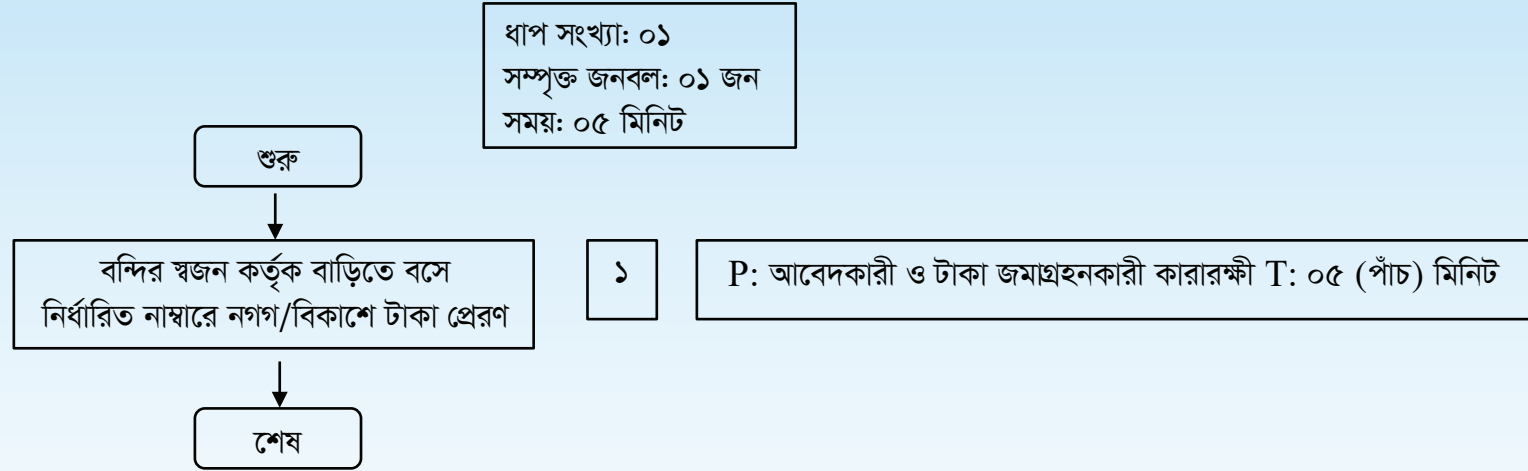 ধাপ সংখ্যা: ০১
সম্পৃক্ত জনবল: ০১ জন
সময়: ০৫ মিনিট
শুরু
বন্দির স্বজন কর্তৃক বাড়িতে বসে
নির্ধারিত নাম্বারে নগগ/বিকাশে টাকা প্রেরণ
১
P: আবেদকারী ও টাকা জমাগ্রহনকারী কারারক্ষী T: ০৫ (পাঁচ) মিনিট
শেষ